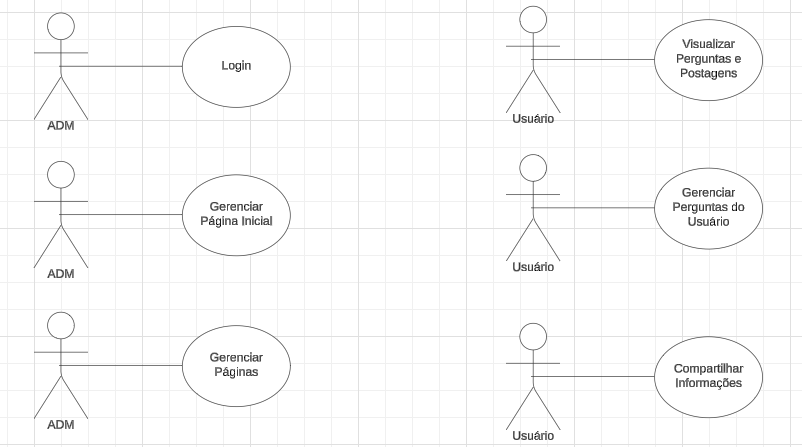 Login
ADM
Gerenciar
Página Inicial
ADM
Gerenciar
Páginas
ADM
Visualizar
Perguntas e
Postagens
Usuário
Gerenciar
Perguntas do
Usuário
Usuário
Compartilhar
Informações
Usuário